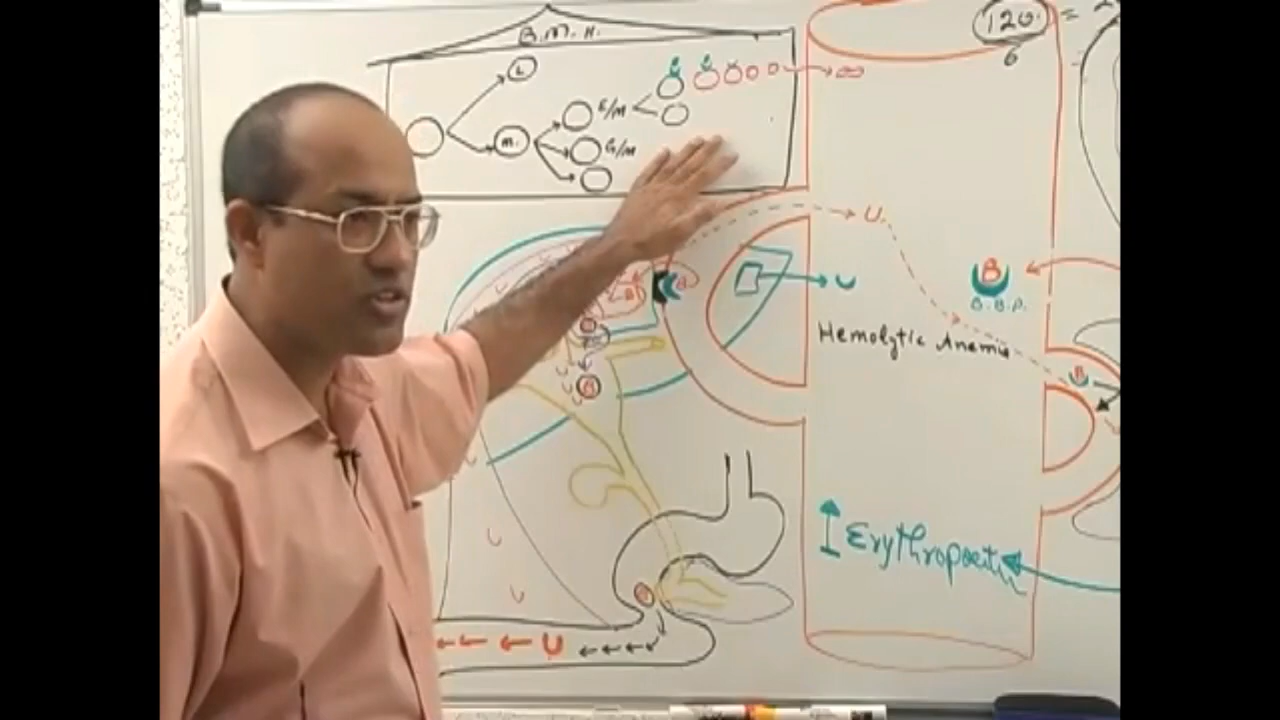 B.M.H.
120
6
=
L
m.
E/M
G/M
U.
B
B
B
B.B.P.
Hemolytic Anemia
B
B
Erythropoetin
U